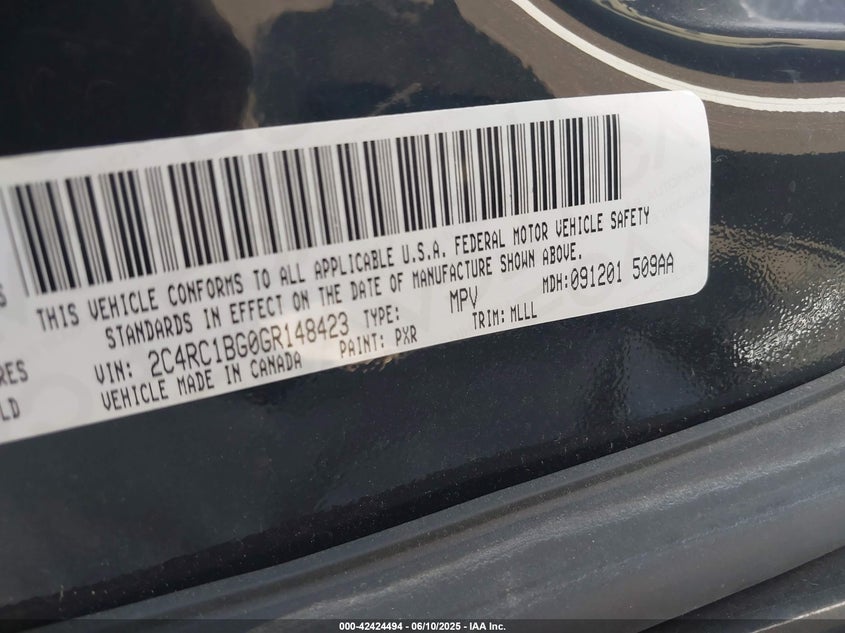 THIS VEHICLE CONFORMS TO ALL APPLICABLE U.S.A. FEDERAL MOTOR VEHICLE SAFETY
STANDARDS IN EFFECT ON THE DATE OF MANUFACTURE SHOWN ABOVE.
VIN: 2C4RC1BG0GR148423 TYPE: MPV MDH:091201 509AA
VEHICLE MADE IN CANADA PAINT: PXR TRIM: MLLL
RES
LD
000-42424494 - 06/10/2025 - IAA Inc.